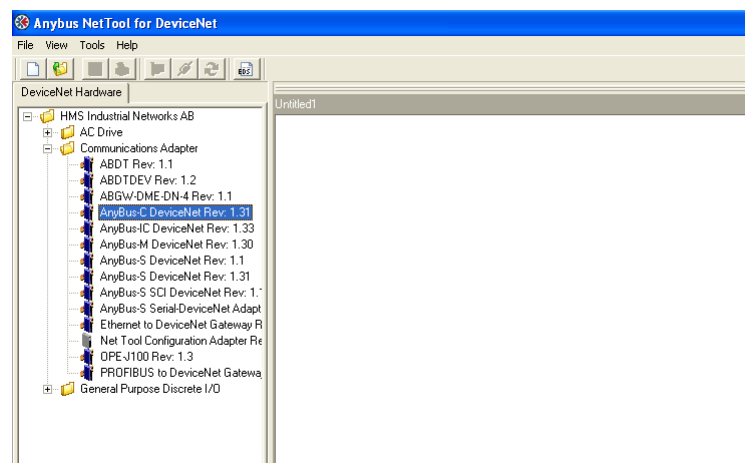 Anybus NetTool for DeviceNet
File View Tools Help
EDS
DeviceNet Hardware
Untitled1
HMS Industrial Networks AB
AC Drive
Communications Adapter
ABDT Rev: 1.1
ABDTDEV Rev: 1.2
ABGW-DME-DN-4 Rev: 1.1
AnyBus-C DeviceNet Rev: 1.31
AnyBus-IC DeviceNet Rev: 1.33
AnyBus-M DeviceNet Rev: 1.30
AnyBus-S DeviceNet Rev: 1.1
AnyBus-S DeviceNet Rev: 1.31
AnyBus-S SCI DeviceNet Rev: 1.
AnyBus-S Serial-DeviceNet Adapt
Ethernet to DeviceNet Gateway R
Net Tool Configuration Adapter Re
OPE-J100 Rev: 1.3
PROFIBUS to DeviceNet Gatewa
General Purpose Discrete I/O